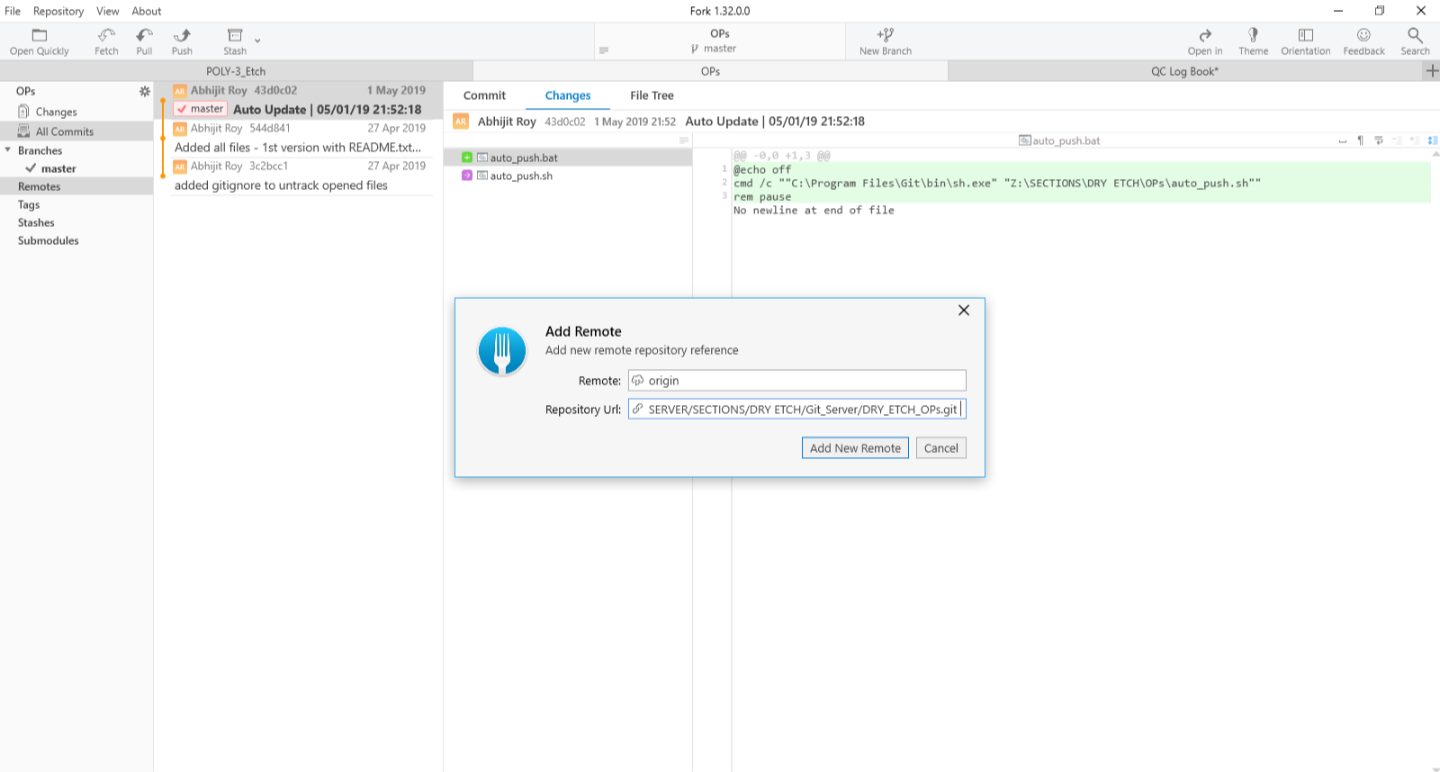 File Repository View About
Fork 1.32.0.0
Open Quickly Fetch Pull Push Stash
OPs
master
New Branch
Open in Theme Orientation Feedback Search
POLY-3_Etch
OPs
QC Log Book*
OPs
Changes
All Commits
Branches
master
Remotes
Tags
Stashes
Submodules
AR Abhijit Roy 43d0c02 1 May 2019
master Auto Update | 05/01/19 21:52:18
AR Abhijit Roy 544d841 27 Apr 2019
Added all files - 1st version with README.txt...
AR Abhijit Roy 3c2bcc1 27 Apr 2019
added gitignore to untrack opened files
Commit Changes File Tree
AR Abhijit Roy 43d0c02 1 May 2019 21:52 Auto Update | 05/01/19 21:52:18
auto_push.bat
auto_push.sh
auto_push.bat
@@ -0,0 +1,3 @@
1 @echo off
2 cmd /c ""C:\Program Files\Git\bin\sh.exe" "Z:\SECTIONS\DRY ETCH\OPs\auto_push.sh""
3 rem pause
No newline at end of file
Add Remote
Add new remote repository reference
Remote: origin
Repository Url: SERVER/SECTIONS/DRY ETCH/Git_Server/DRY_ETCH_OPs.git
Add New Remote Cancel